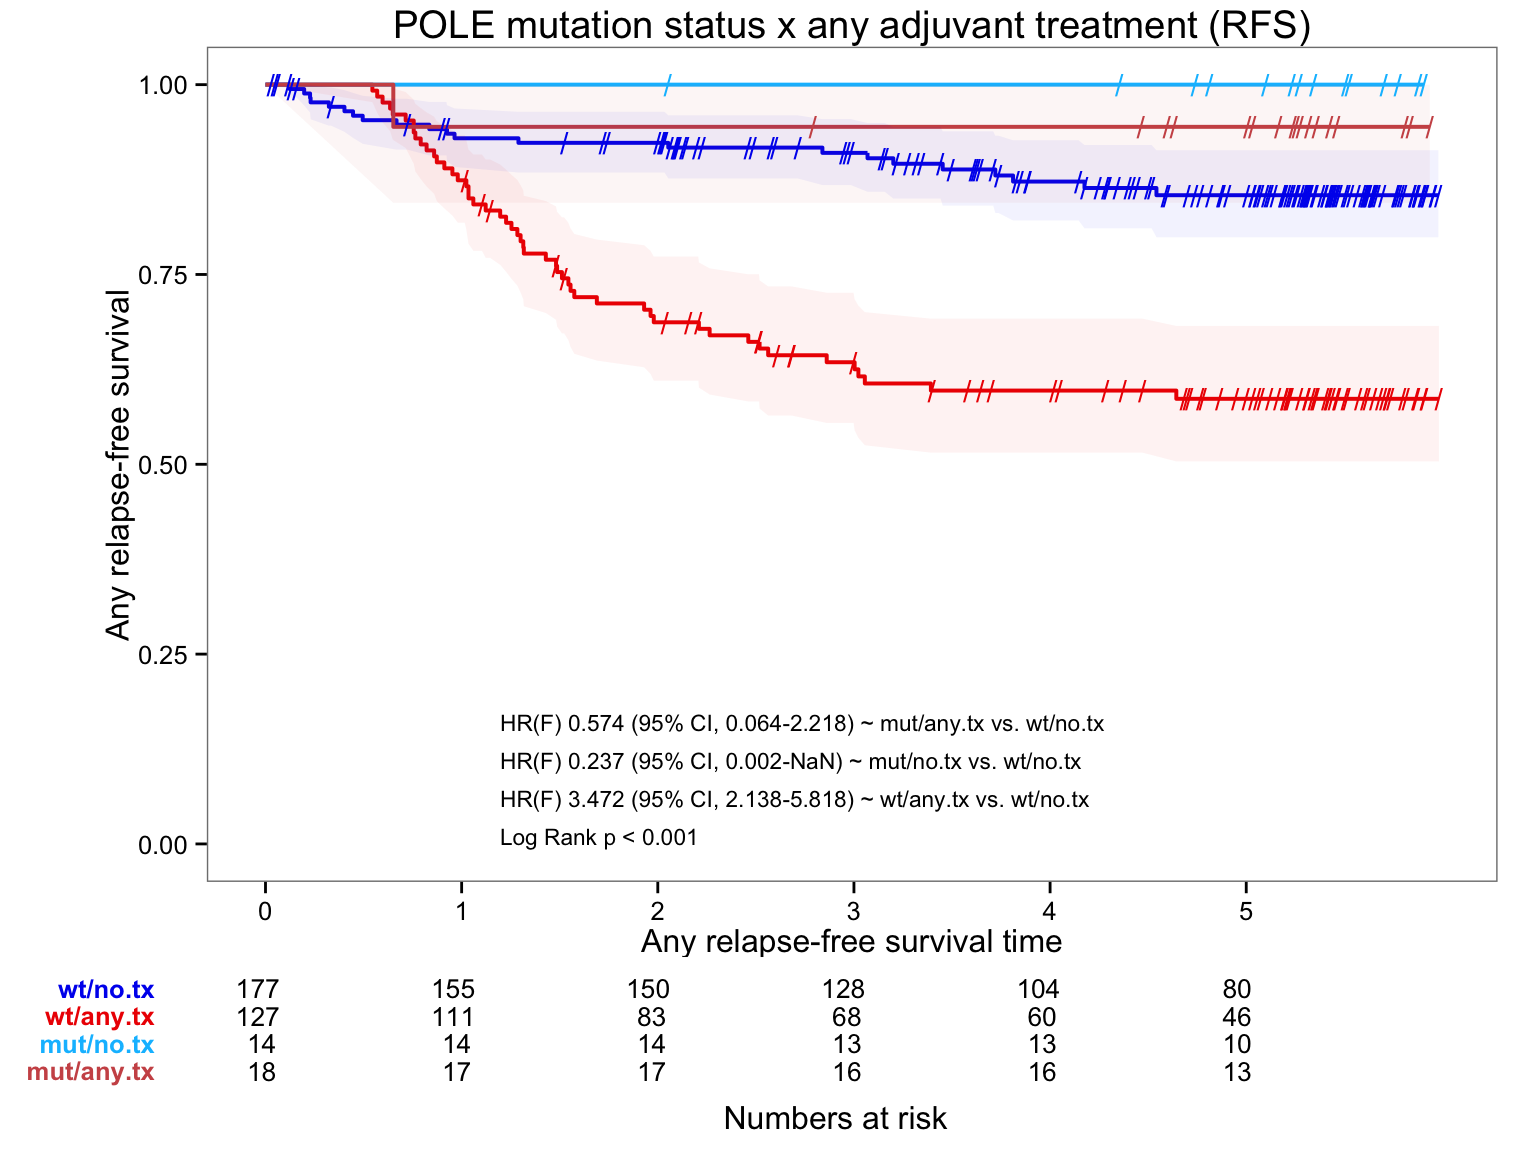 POLE mutation status x any adjuvant treatment (RFS)
Any relapse-free survival
1.00
0.75
0.50
0.25
0.00
HR(F) 0.574 (95% CI, 0.064-2.218) ~ mut/any.tx vs. wt/no.tx
HR(F) 0.237 (95% CI, 0.002-NaN) ~ mut/no.tx vs. wt/no.tx
HR(F) 3.472 (95% CI, 2.138-5.818) ~ wt/any.tx vs. wt/no.tx
Log Rank p < 0.001
0 1 2 3 4 5
Any relapse-free survival time
wt/no.tx 177 155 150 128 104 80
wt/any.tx 127 111 83 68 60 46
mut/no.tx 14 14 14 13 13 10
mut/any.tx 18 17 17 16 16 13
Numbers at risk